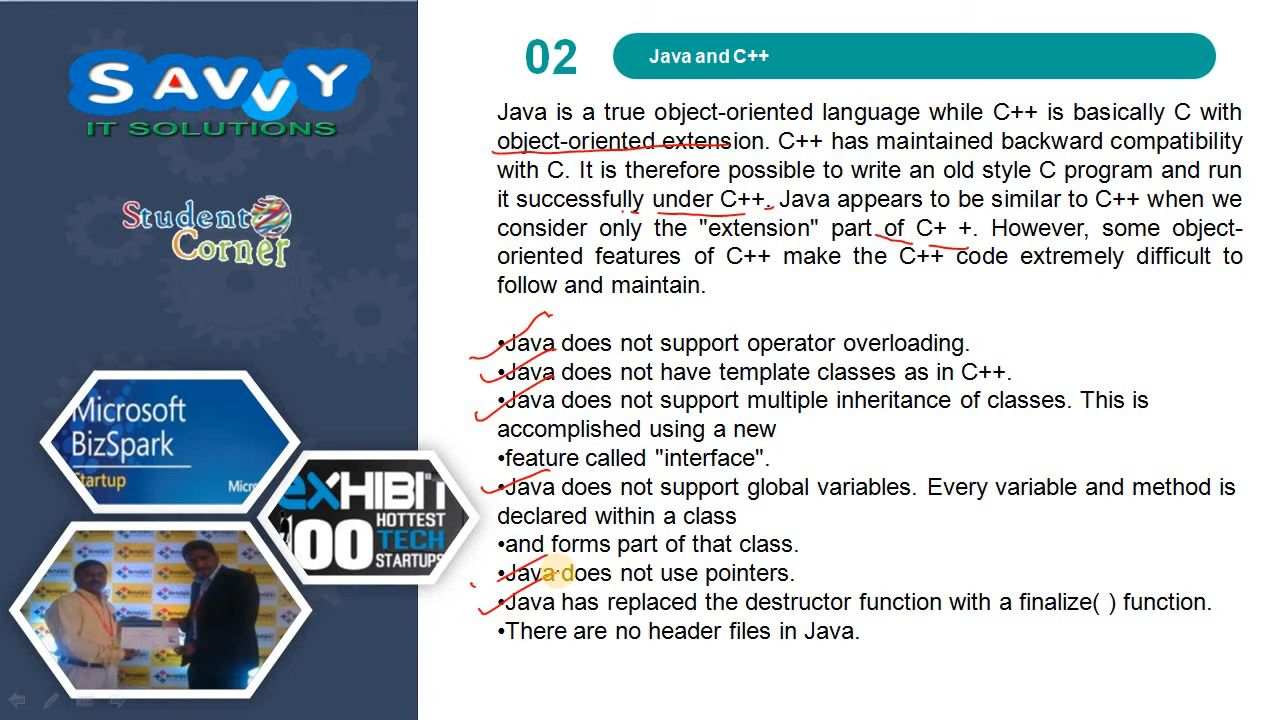 SAVVY
IT SOLUTIONS
Student
Corner
Microsoft
BizSpark
Startup
Micros
eXHIBIT
100
HOTTEST
TECH
STARTUPS
02
Java and C++
Java is a true object-oriented language while C++ is basically C with
object-oriented extension. C++ has maintained backward compatibility
with C. It is therefore possible to write an old style C program and run
it successfully under C++. Java appears to be similar to C++ when we
consider only the "extension" part of C+ +. However, some object-
oriented features of C++ make the C++ code extremely difficult to
follow and maintain.
•Java does not support operator overloading.
•Java does not have template classes as in C++.
•Java does not support multiple inheritance of classes. This is
accomplished using a new
•feature called "interface".
•Java does not support global variables. Every variable and method is
declared within a class
•and forms part of that class.
•Java does not use pointers.
•Java has replaced the destructor function with a finalize( ) function.
•There are no header files in Java.